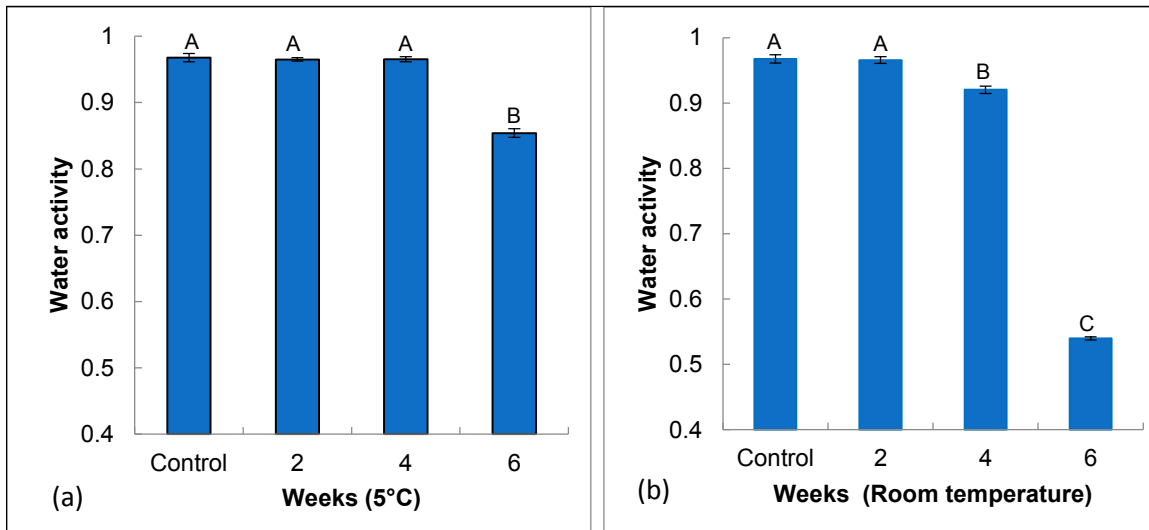 Water activity
1
0.9
0.8
0.7
0.6
0.5
0.4
A
A
A
B
Control 2 4 6
(a) Weeks (5°C)
Water activity
1
0.9
0.8
0.7
0.6
0.5
0.4
A
A
B
C
Control 2 4 6
(b) Weeks (Room temperature)